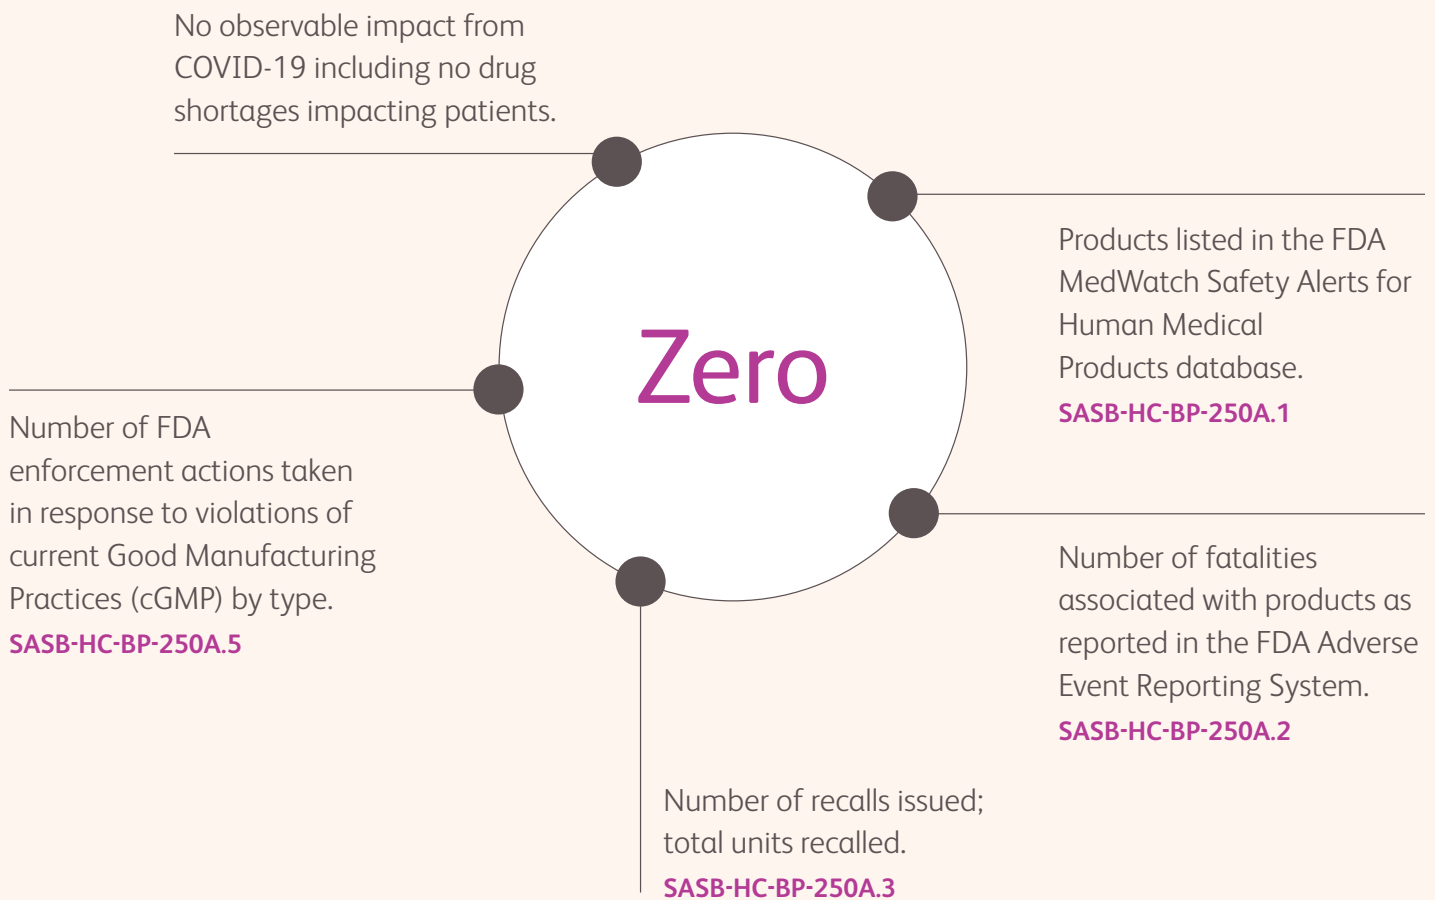 No observable impact from
COVID-19 including no drug
shortages impacting patients.
Zero
Products listed in the FDA
MedWatch Safety Alerts for
Human Medical
Products database.
SASB-HC-BP-250A.1
Number of fatalities
associated with products as
reported in the FDA Adverse
Event Reporting System.
SASB-HC-BP-250A.2
Number of recalls issued;
total units recalled.
SASB-HC-BP-250A.3
Number of FDA
enforcement actions taken
in response to violations of
current Good Manufacturing
Practices (cGMP) by type.
SASB-HC-BP-250A.5